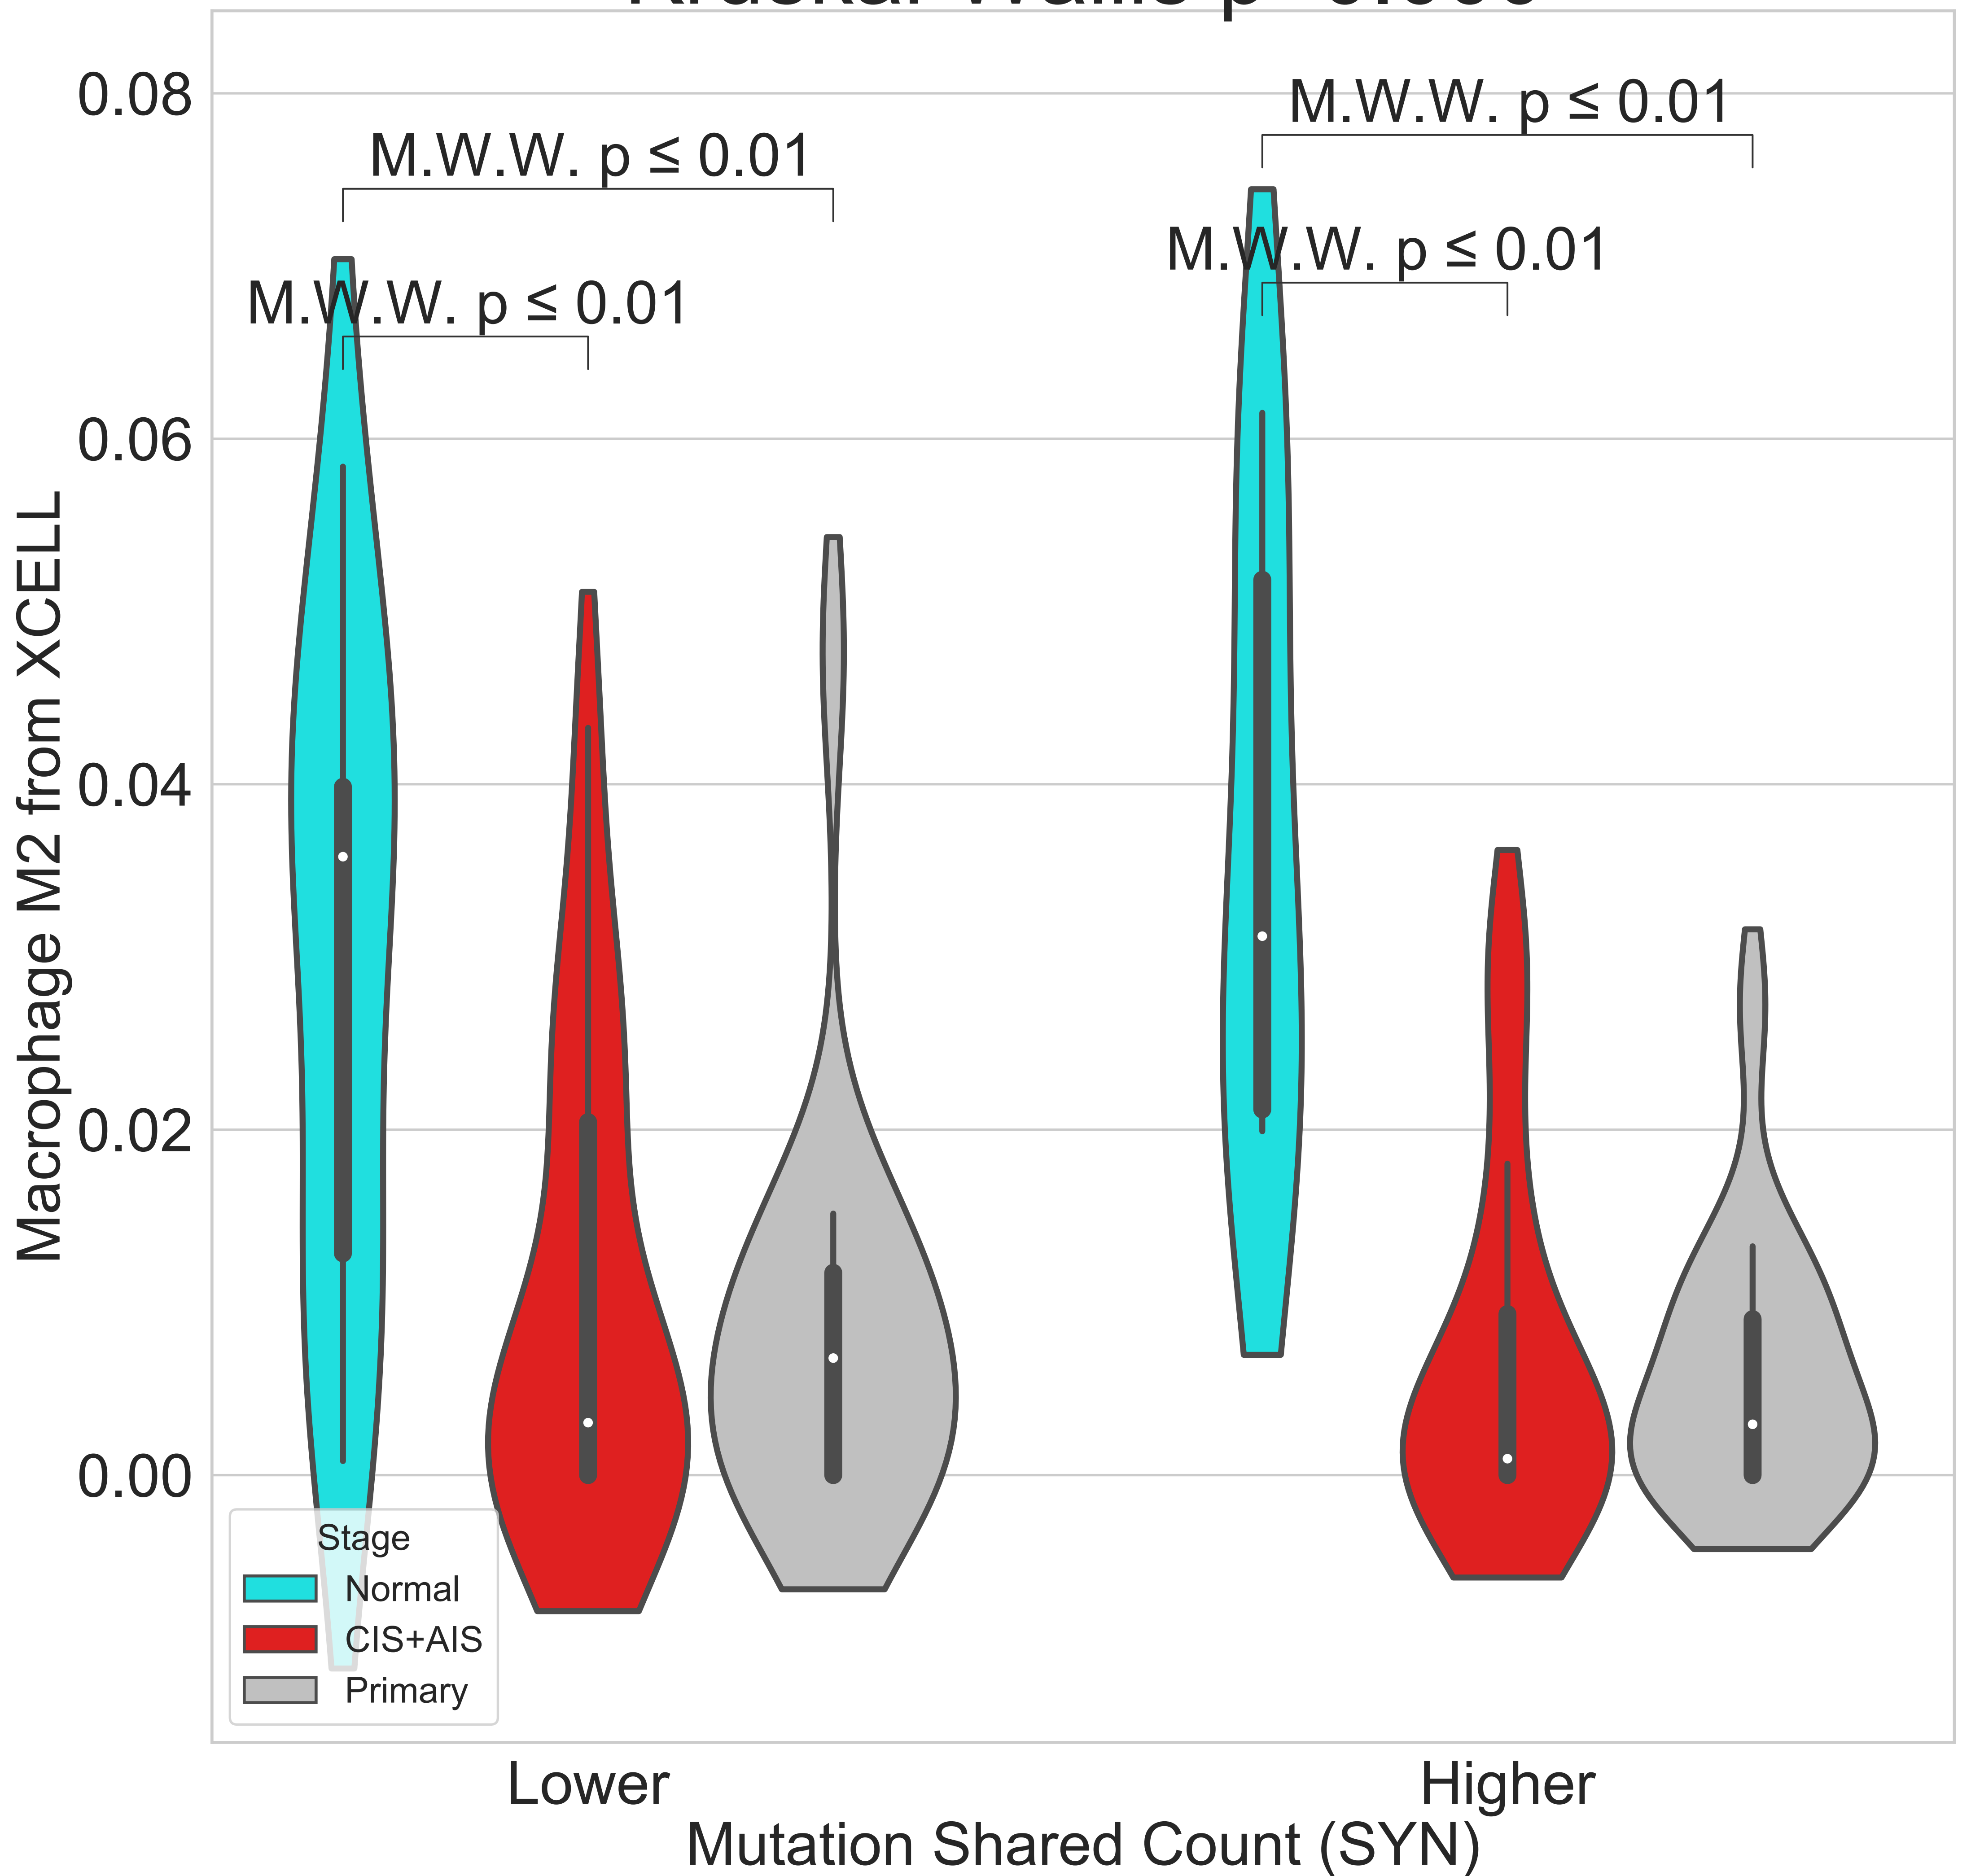 0.08
0.06
0.04
0.02
0.00
Macrophage M2 from XCELL
M.W.W. p ≤ 0.01
M.W.W. p ≤ 0.01
M.W.W. p ≤ 0.01
M.W.W. p ≤ 0.01
Stage
Normal
CIS+AIS
Primary
Lower
Higher
Mutation Shared Count (SYN)